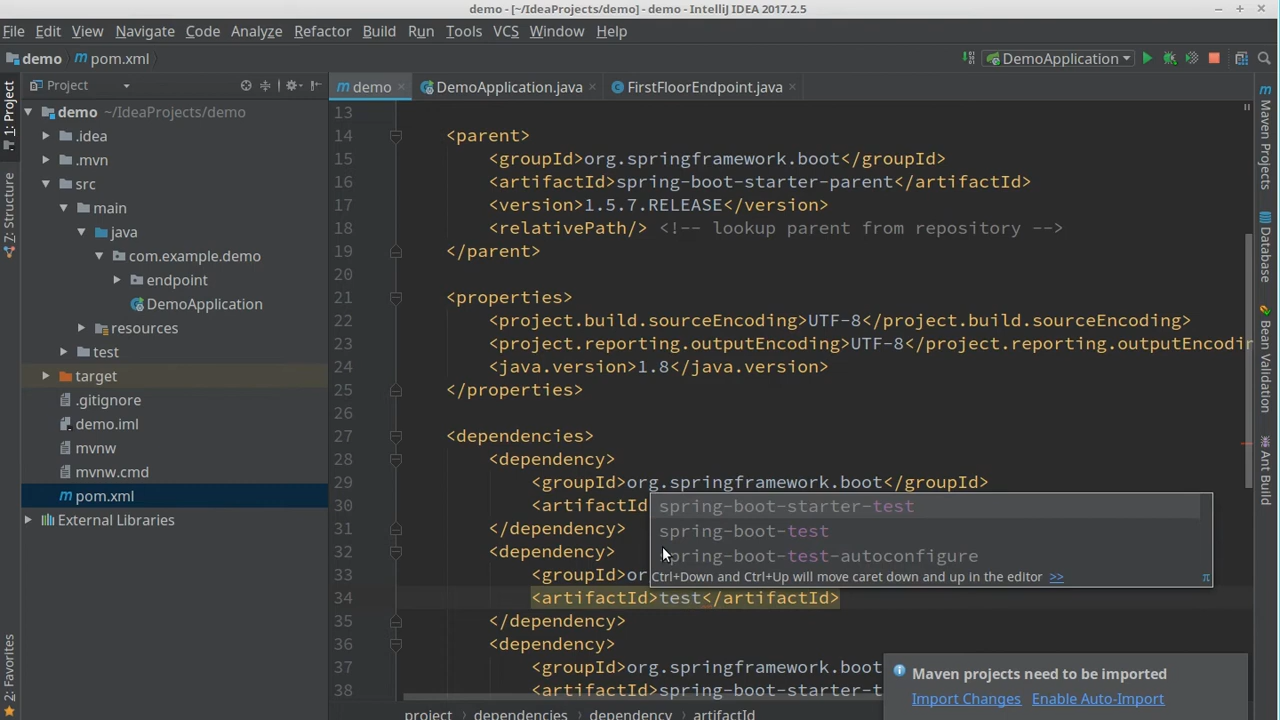 demo - [~/IdeaProjects/demo] - demo - IntelliJ IDEA 2017.2.5
File Edit View Navigate Code Analyze Refactor Build Run Tools VCS Window Help
demo pom.xml
DemoApplication
Project
demo
DemoApplication.java
FirstFloorEndpoint.java
1: Project
7: Structure
2: Favorites
demo ~/IdeaProjects/demo
.idea
.mvn
src
main
java
com.example.demo
endpoint
DemoApplication
resources
test
target
.gitignore
demo.iml
mvnw
mvnw.cmd
pom.xml
External Libraries
13
14 <parent>
15 <groupId>org.springframework.boot</groupId>
16 <artifactId>spring-boot-starter-parent</artifactId>
17 <version>1.5.7.RELEASE</version>
18 <relativePath/> <!-- lookup parent from repository -->
19 </parent>
20
21 <properties>
22 <project.build.sourceEncoding>UTF-8</project.build.sourceEncoding>
23 <project.reporting.outputEncoding>UTF-8</project.reporting.outputEncodin
24 <java.version>1.8</java.version>
25 </properties>
26
27 <dependencies>
28 <dependency>
29 <groupId>org.springframework.boot</groupId>
30 <artifactId
31 </dependency>
32 <dependency>
33 <groupId>or
34 <artifactId>test</artifactId>
35 </dependency>
36 <dependency>
37 <groupId>org.springframework.boot
38 <artifactId>spring-boot-starter-t
spring-boot-starter-test
spring-boot-test
spring-boot-test-autoconfigure
Ctrl+Down and Ctrl+Up will move caret down and up in the editor >> π
Maven projects need to be imported
Import Changes Enable Auto-Import
project dependencies dependency artifactId
Maven Projects
Database
Bean Validation
Ant Build